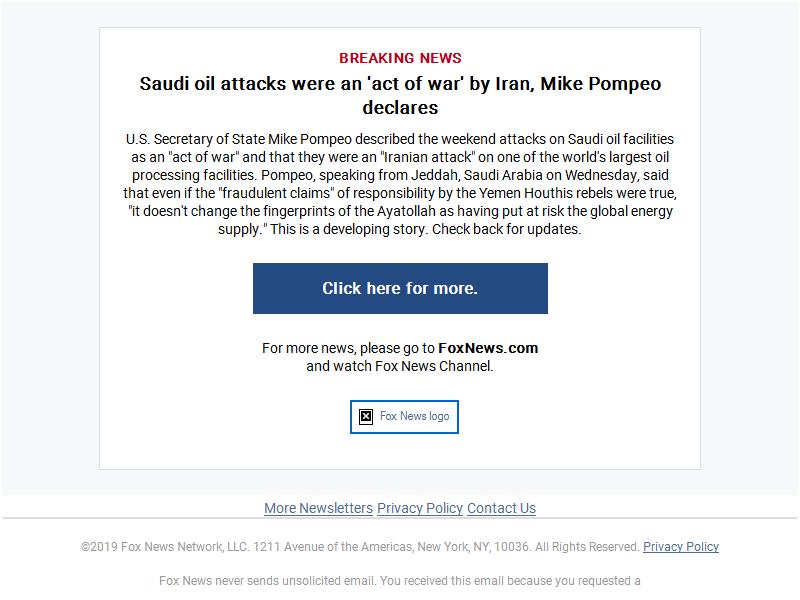 BREAKING NEWS
Saudi oil attacks were an 'act of war' by Iran, Mike Pompeo
declares
U.S. Secretary of State Mike Pompeo described the weekend attacks on Saudi oil facilities
as an "act of war" and that they were an "Iranian attack" on one of the world's largest oil
processing facilities. Pompeo, speaking from Jeddah, Saudi Arabia on Wednesday, said
that even if the "fraudulent claims" of responsibility by the Yemen Houthis rebels were true,
"it doesn't change the fingerprints of the Ayatollah as having put at risk the global energy
supply." This is a developing story. Check back for updates.
Click here for more.
For more news, please go to FoxNews.com
and watch Fox News Channel.
Fox News logo
More Newsletters Privacy Policy Contact Us
©2019 Fox News Network, LLC. 1211 Avenue of the Americas, New York, NY, 10036. All Rights Reserved. Privacy Policy
Fox News never sends unsolicited email. You received this email because you requested a